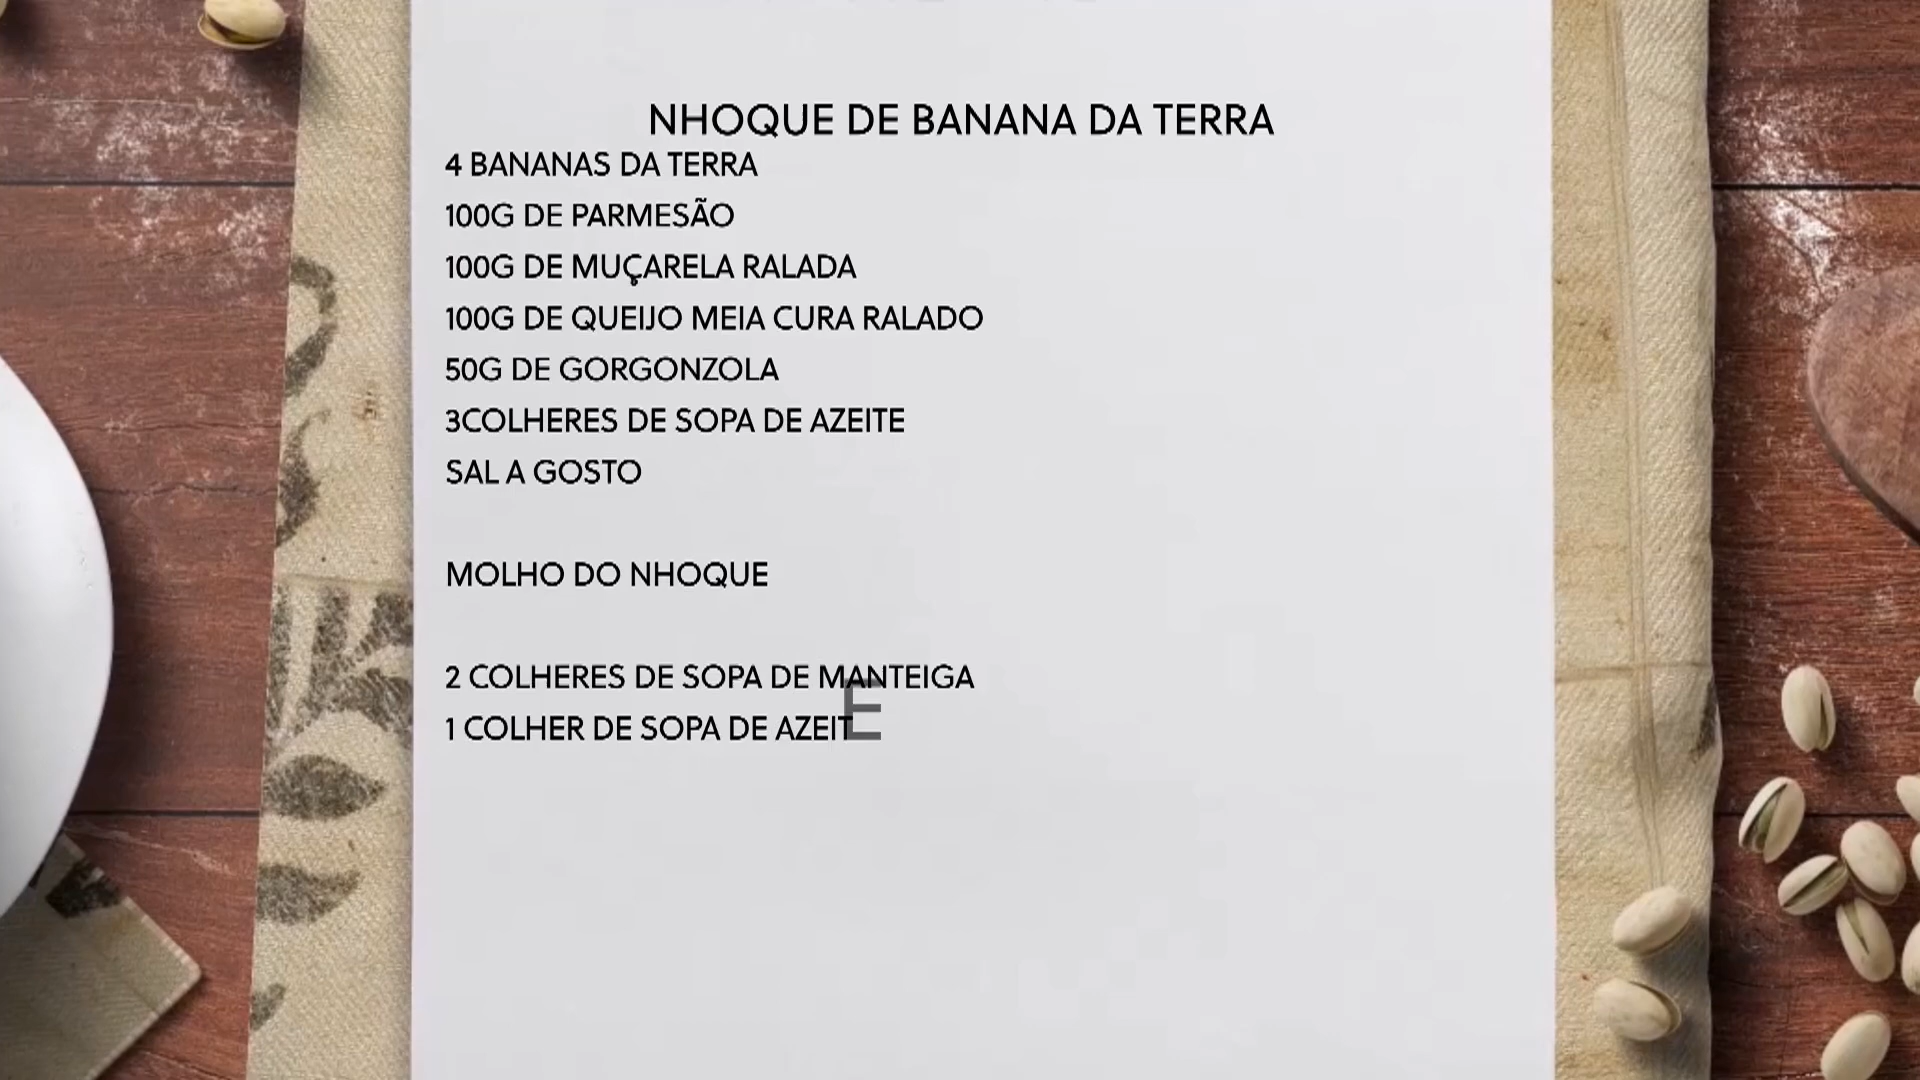 NHOQUE DE BANANA DA TERRA
4 BANANAS DA TERRA
100G DE PARMESÃO
100G DE MUÇARELA RALADA
100G DE QUEIJO MEIA CURA RALADO
50G DE GORGONZOLA
3COLHERES DE SOPA DE AZEITE
SAL A GOSTO
MOLHO DO NHOQUE
2 COLHERES DE SOPA DE MANTEIGA
1 COLHER DE SOPA DE AZEITE